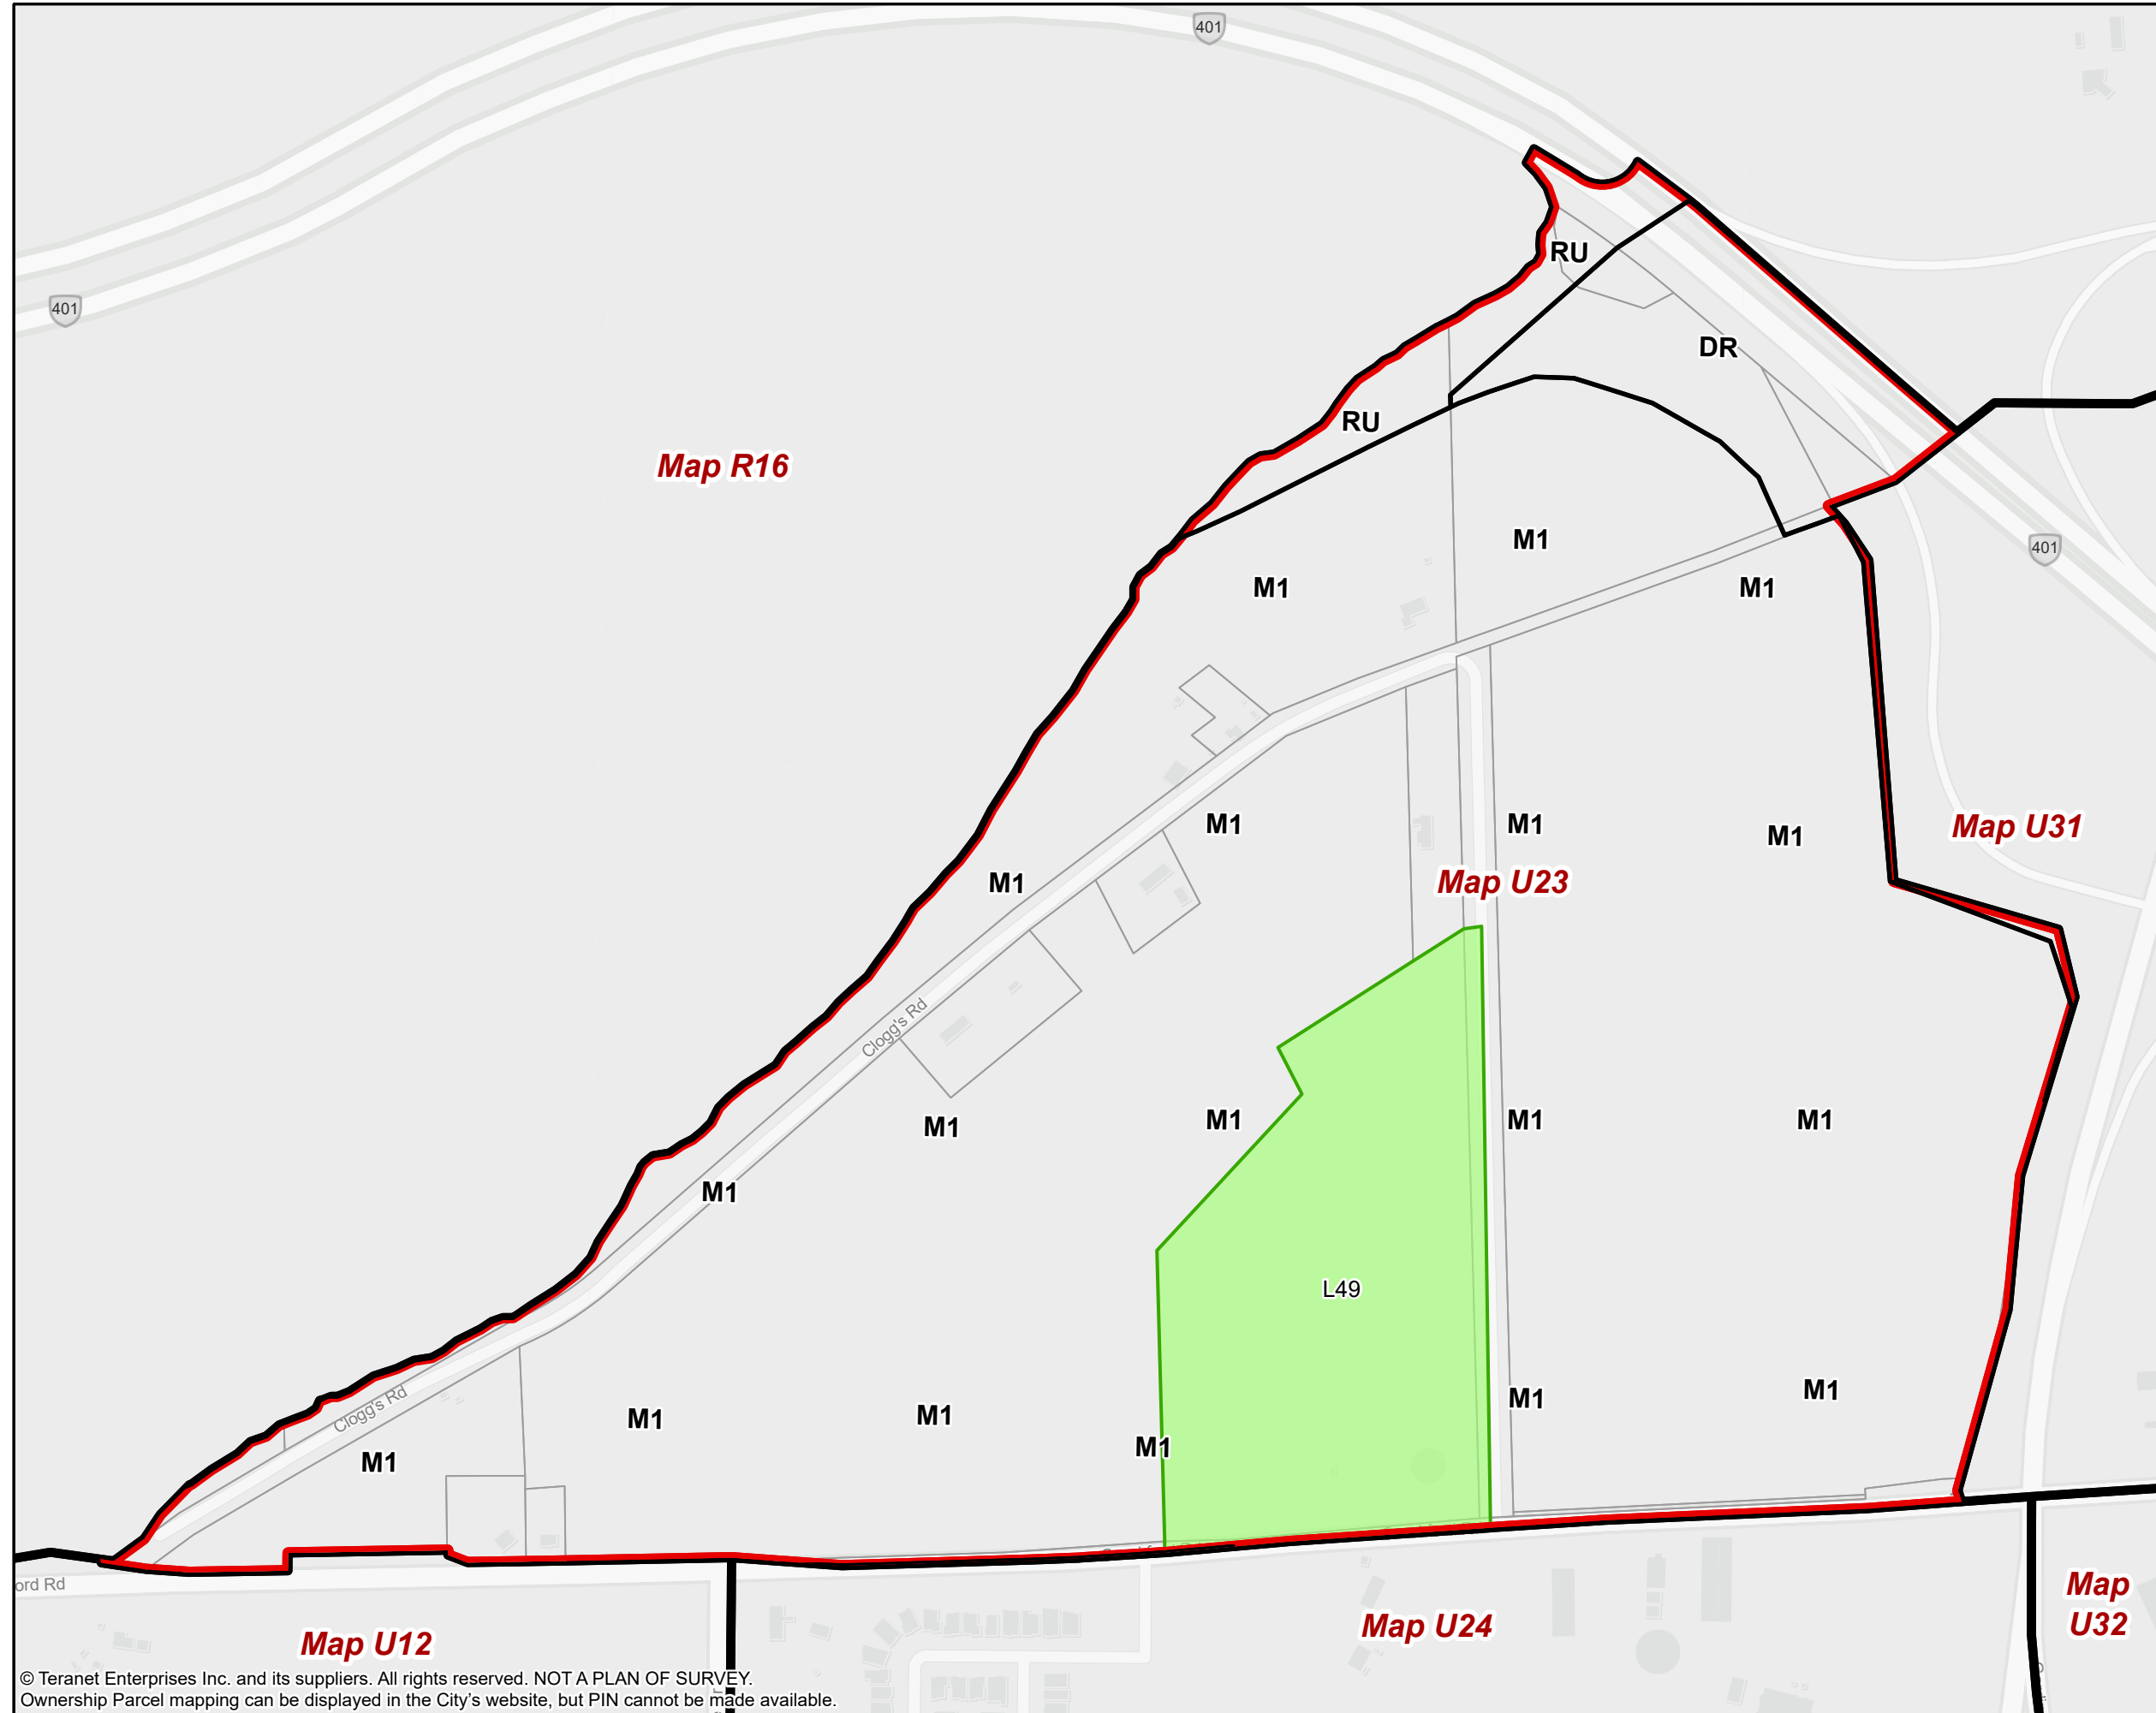 401
RU
401
DR
RU
Map R16
M1
401
M1
M1
M1
M1
Map U31
M1
M1
Map U23
Clogg's Rd
M1
M1
M1
M1
M1
L49
M1
M1
Clogg's Rd
M1
M1
M1
M1
ord Rd
Map
U32
Map U24
Map U12
© Teranet Enterprises Inc. and its suppliers. All rights reserved. NOT A PLAN OF SURVEY.
Ownership Parcel mapping can be displayed in the City's website, but PIN cannot be made available.